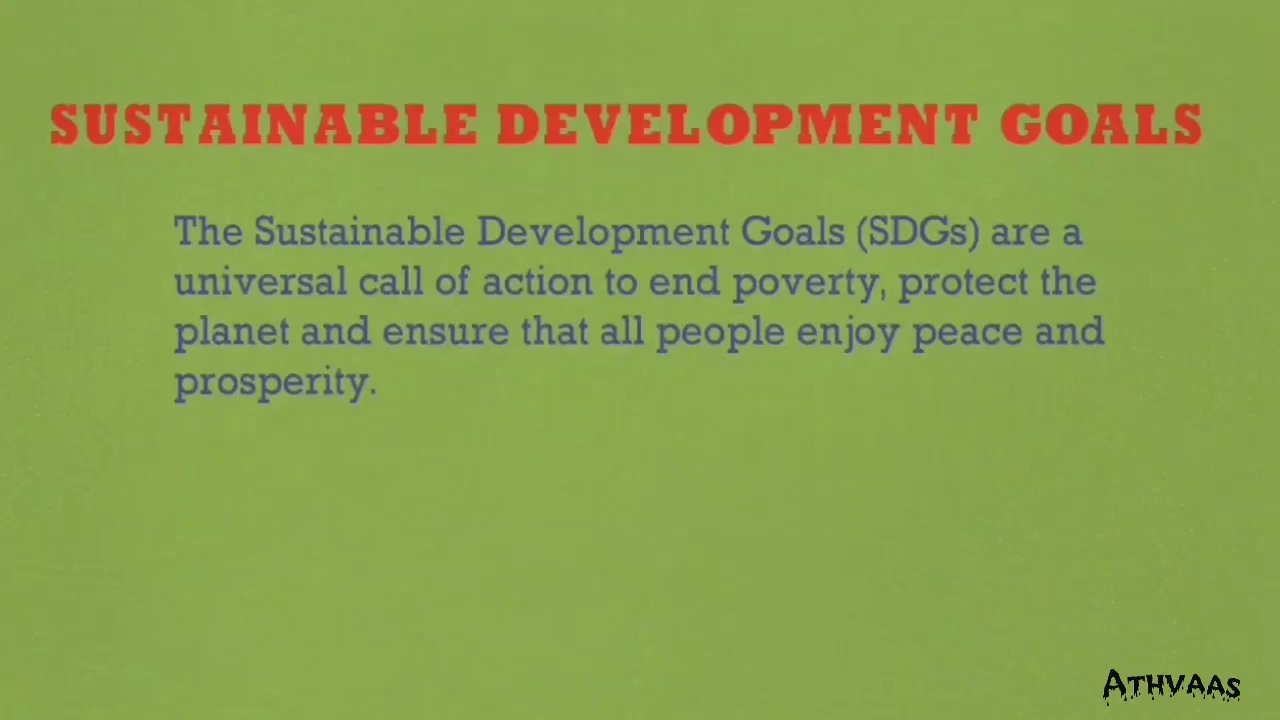 SUSTAINABLE DEVELOPMENT GOALS
The Sustainable Development Goals (SDGs) are a
universal call of action to end poverty, protect the
planet and ensure that all people enjoy peace and
prosperity.
ATHVAAS